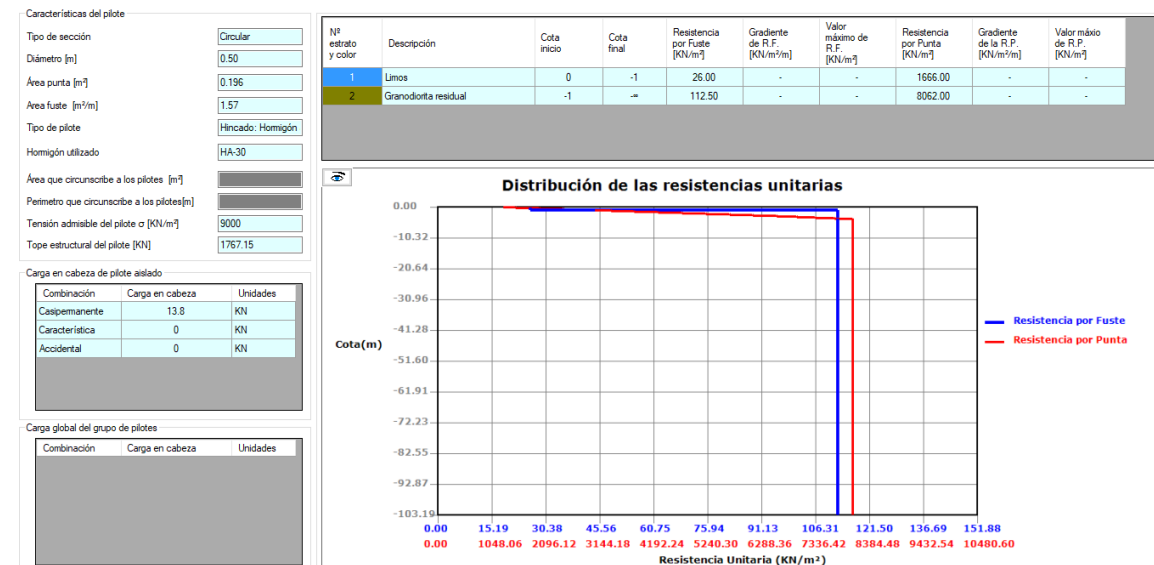 Características del pilote
Tipo de sección Circular
Diámetro [m] 0.50
Área punta [m²] 0.196
Area fuste [m²/m] 1.57
Tipo de pilote Hincado: Homigón
Homigón utilizado HA-30
Área que circunscribe a los pilotes [m²]
Perimetro que circunscribe a los pilotes[m]
Tensión admisible del pilote σ [KN/m²] 9000
Tope estructural del pilote [KN] 1767.15
Carga en cabeza de pilote aislado
Combinación Carga en cabeza Unidades
Casipermanente 13.8 KN
Característica 0 KN
Accidental 0 KN
Carga global del grupo de pilotes
Combinación Carga en cabeza Unidades
Nº estrato y color Descripción Cota inicio Cota final Resistencia por Fuste [KN/m²] Gradiente de R.F. [KN/m²/m] Valor máximo de R.F. [KN/m²] Resistencia por Punta [KN/m²] Gradiente de la R.P. [KN/m²/m] Valor máxio de R.P. [KN/m²]
1 Limos 0 -1 26.00 - - 1666.00 - -
2 Granodiorita residual -1 -∞ 112.50 - - 8062.00 - -
Distribución de las resistencias unitarias
0.00
-10.32
-20.64
-30.96
-41.28
Cota(m)
-51.60
-61.91
-72.23
-82.55
-92.87
-103.19
Resistencia por Fuste
Resistencia por Punta
0.00 15.19 30.38 45.56 60.75 75.94 91.13 106.31 121.50 136.69 151.88
0.00 1048.06 2096.12 3144.18 4192.24 5240.30 6288.36 7336.42 8384.48 9432.54 10480.60
Resistencia Unitaria (KN/m²)